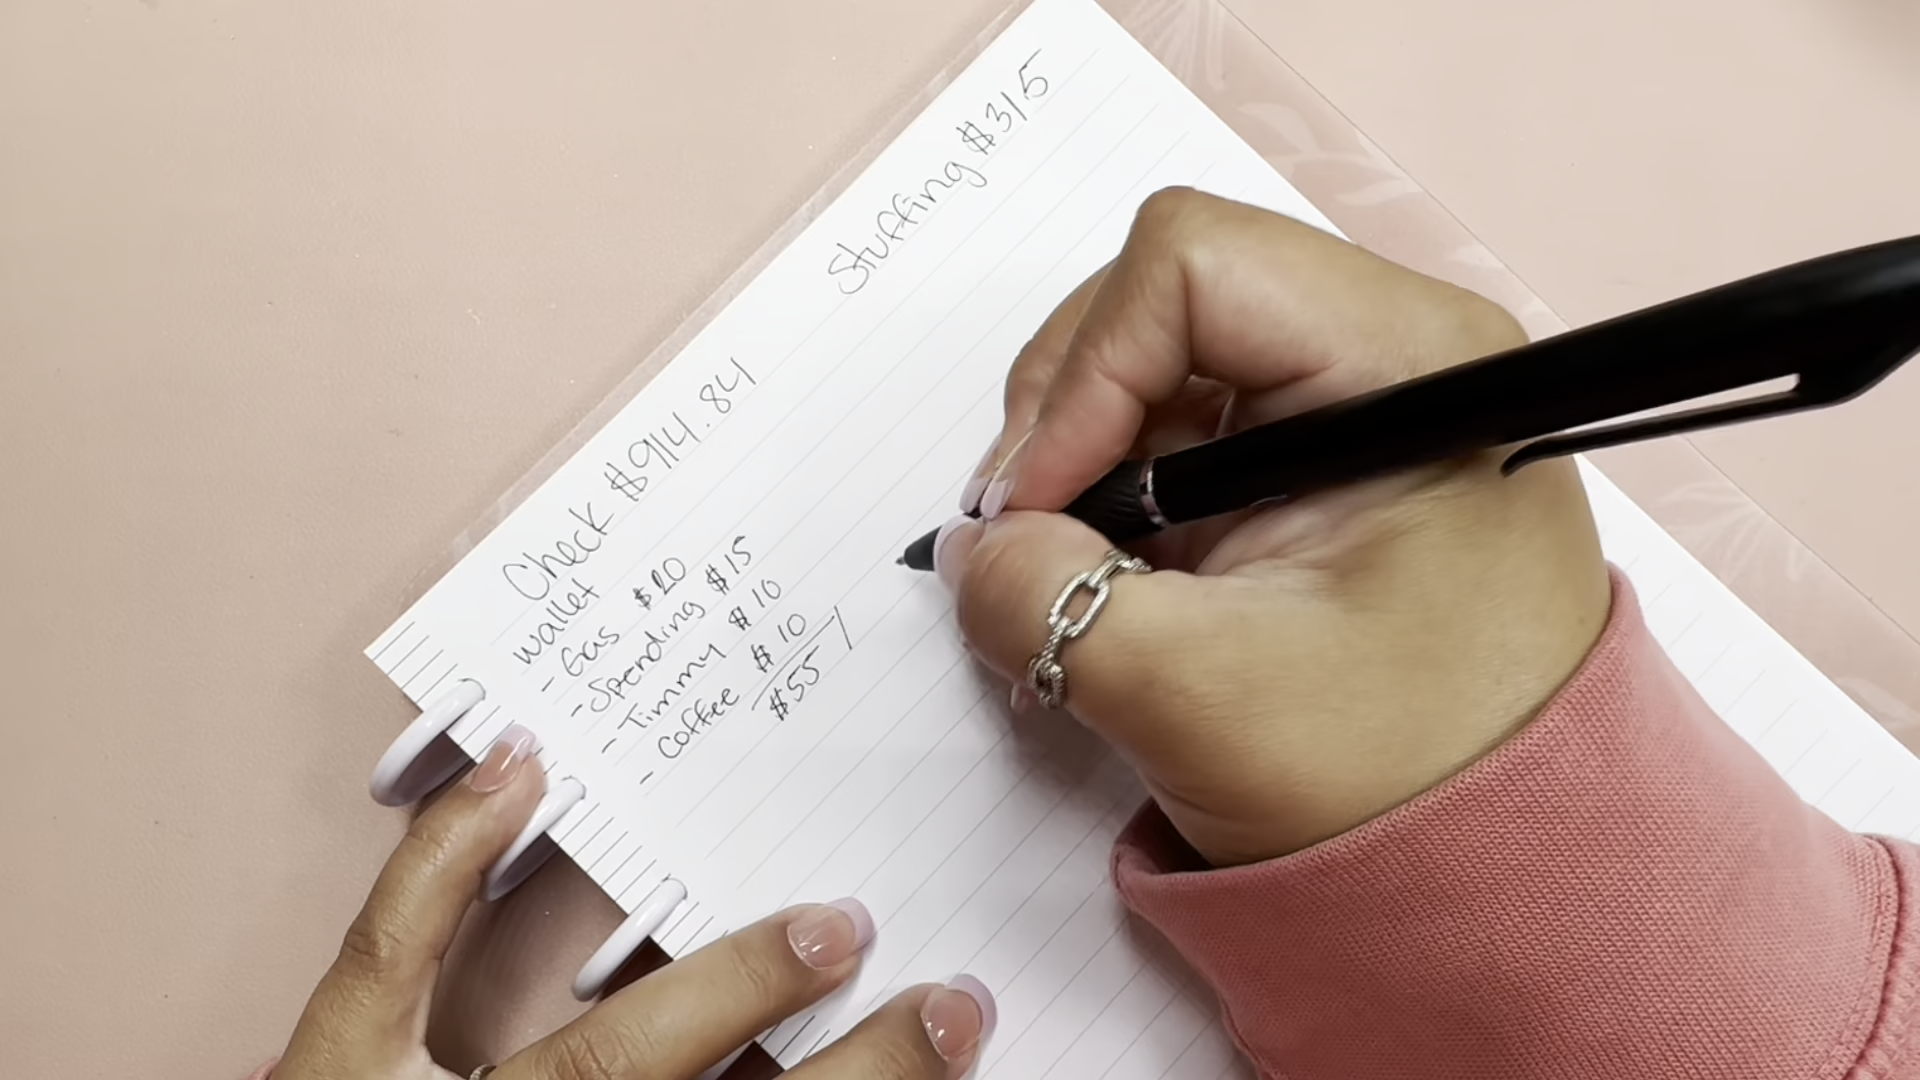 Check $914.84 Stuffing $315
Wallet
- Gas $20
- Spending $15
- Timmy $10
- Coffee $10
$55 /